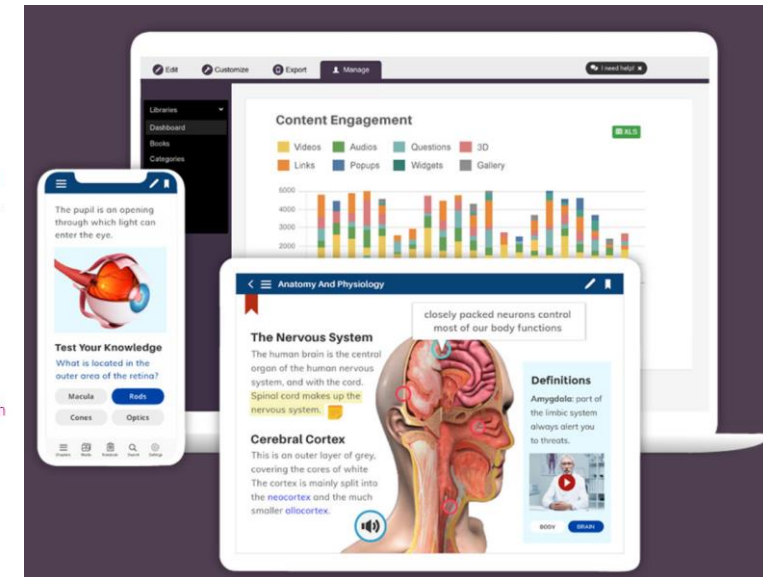 Edit Customize Export Manage I need help! x
Libraries
Dashboard
Books
Categories
Content Engagement
XLS
Videos Audios Questions 3D
Links Popups Widgets Gallery
5000
4000
3000
2000
The pupil is an opening
through which light can
enter the eye.
Test Your Knowledge
What is located in the
outer area of the retina?
Macula Rods
Cones Optics
Search Settings
Anatomy And Physiology
closely packed neurons cantral
most of our body functions
The Nervous System
The human brain is the central
organ of the human nervous
system, and with the cord.
Spinal cord makes up the
nervous system.
Cerebral Cortex
This is an outer layer of grey,
covering the cores of white
The cortex is mainly split into
the neocortex and the much
smaller allocortex.
Definitions
Amygdala: part of
the limbic system
always alert you
to threats.
BODY BRAIN